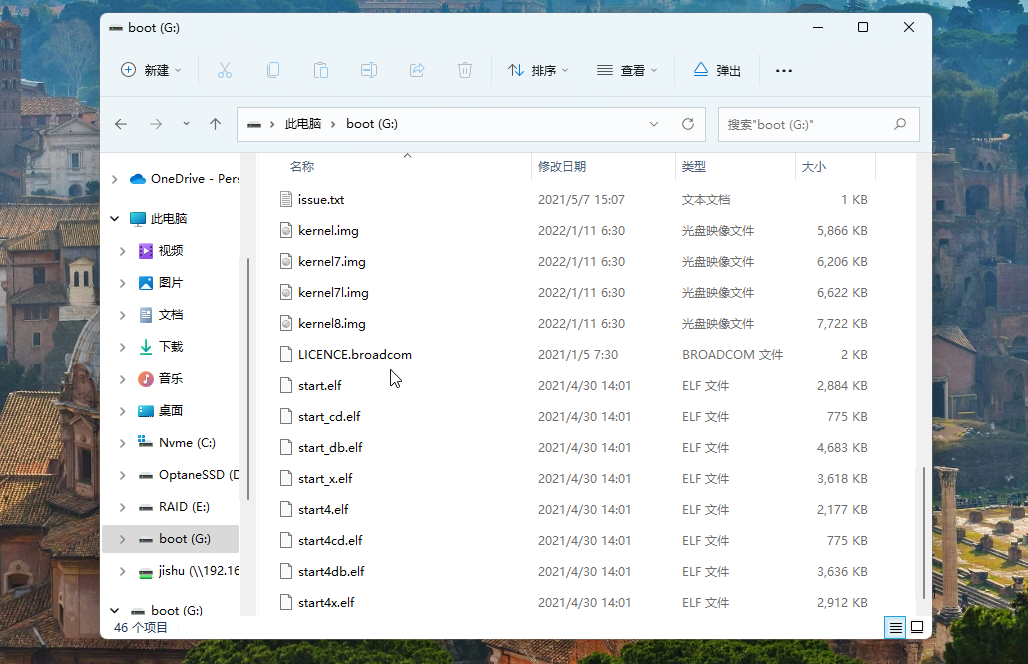 boot (G:)
新建 排序 查看 弹出
此电脑 boot (G:) 搜索"boot (G:)"
名称 修改日期 类型 大小
OneDrive - Pers
此电脑
视频
图片
文档
下载
音乐
桌面
Nvme (C:)
OptaneSSD (D
RAID (E:)
boot (G:)
jishu (\\192.16
boot (G:)
issue.txt 2021/5/7 15:07 文本文档 1 KB
kernel.img 2022/1/11 6:30 光盘映像文件 5,866 KB
kernel7.img 2022/1/11 6:30 光盘映像文件 6,206 KB
kernel7l.img 2022/1/11 6:30 光盘映像文件 6,622 KB
kernel8.img 2022/1/11 6:30 光盘映像文件 7,722 KB
LICENCE.broadcom 2021/1/5 7:30 BROADCOM 文件 2 KB
start.elf 2021/4/30 14:01 ELF 文件 2,884 KB
start_cd.elf 2021/4/30 14:01 ELF 文件 775 KB
start_db.elf 2021/4/30 14:01 ELF 文件 4,683 KB
start_x.elf 2021/4/30 14:01 ELF 文件 3,618 KB
start4.elf 2021/4/30 14:01 ELF 文件 2,177 KB
start4cd.elf 2021/4/30 14:01 ELF 文件 775 KB
start4db.elf 2021/4/30 14:01 ELF 文件 3,636 KB
start4x.elf 2021/4/30 14:01 ELF 文件 2,912 KB
46 个项目